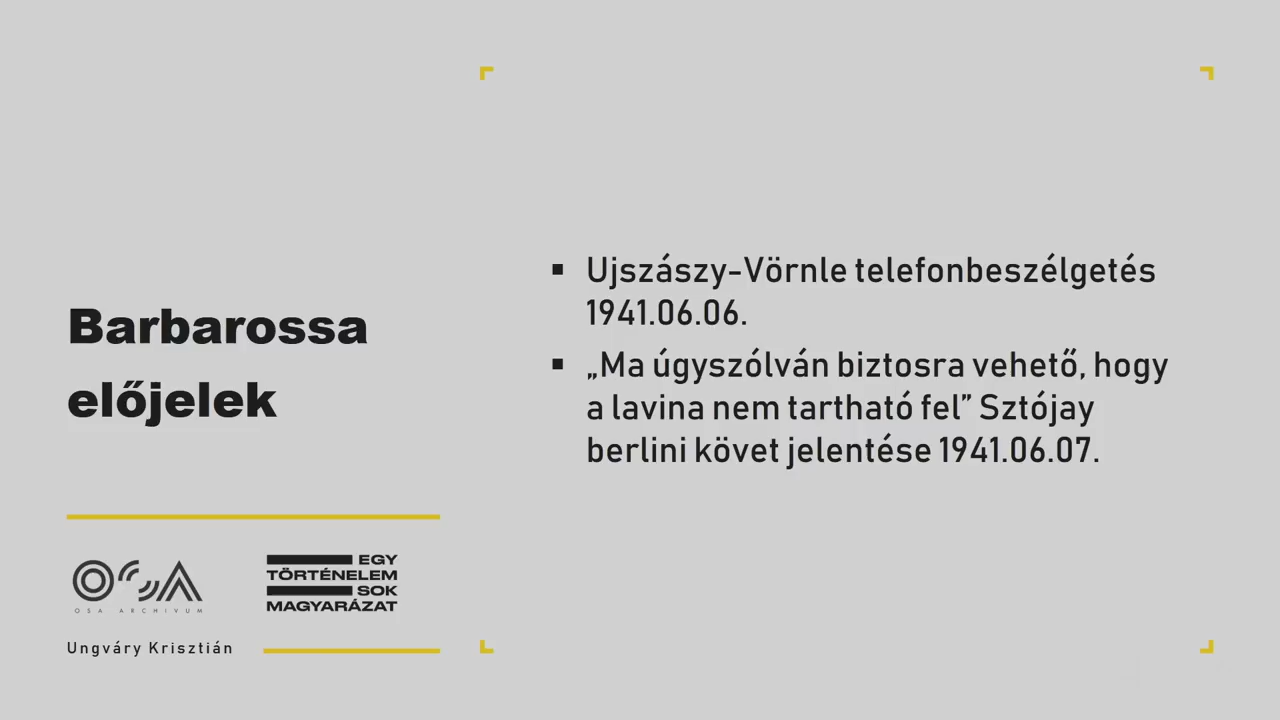 Barbarossa
előjelek
▪ Ujszászy-Vörnle telefonbeszélgetés
1941.06.06.
▪ „Ma úgyszólván biztosra vehető, hogy
a lavina nem tartható fel” Sztójay
berlini követ jelentése 1941.06.07.
OSA
OSA ARCHIVUM
EGY
TÖRTÉNELEM
SOK
MAGYARÁZAT
Ungváry Krisztián